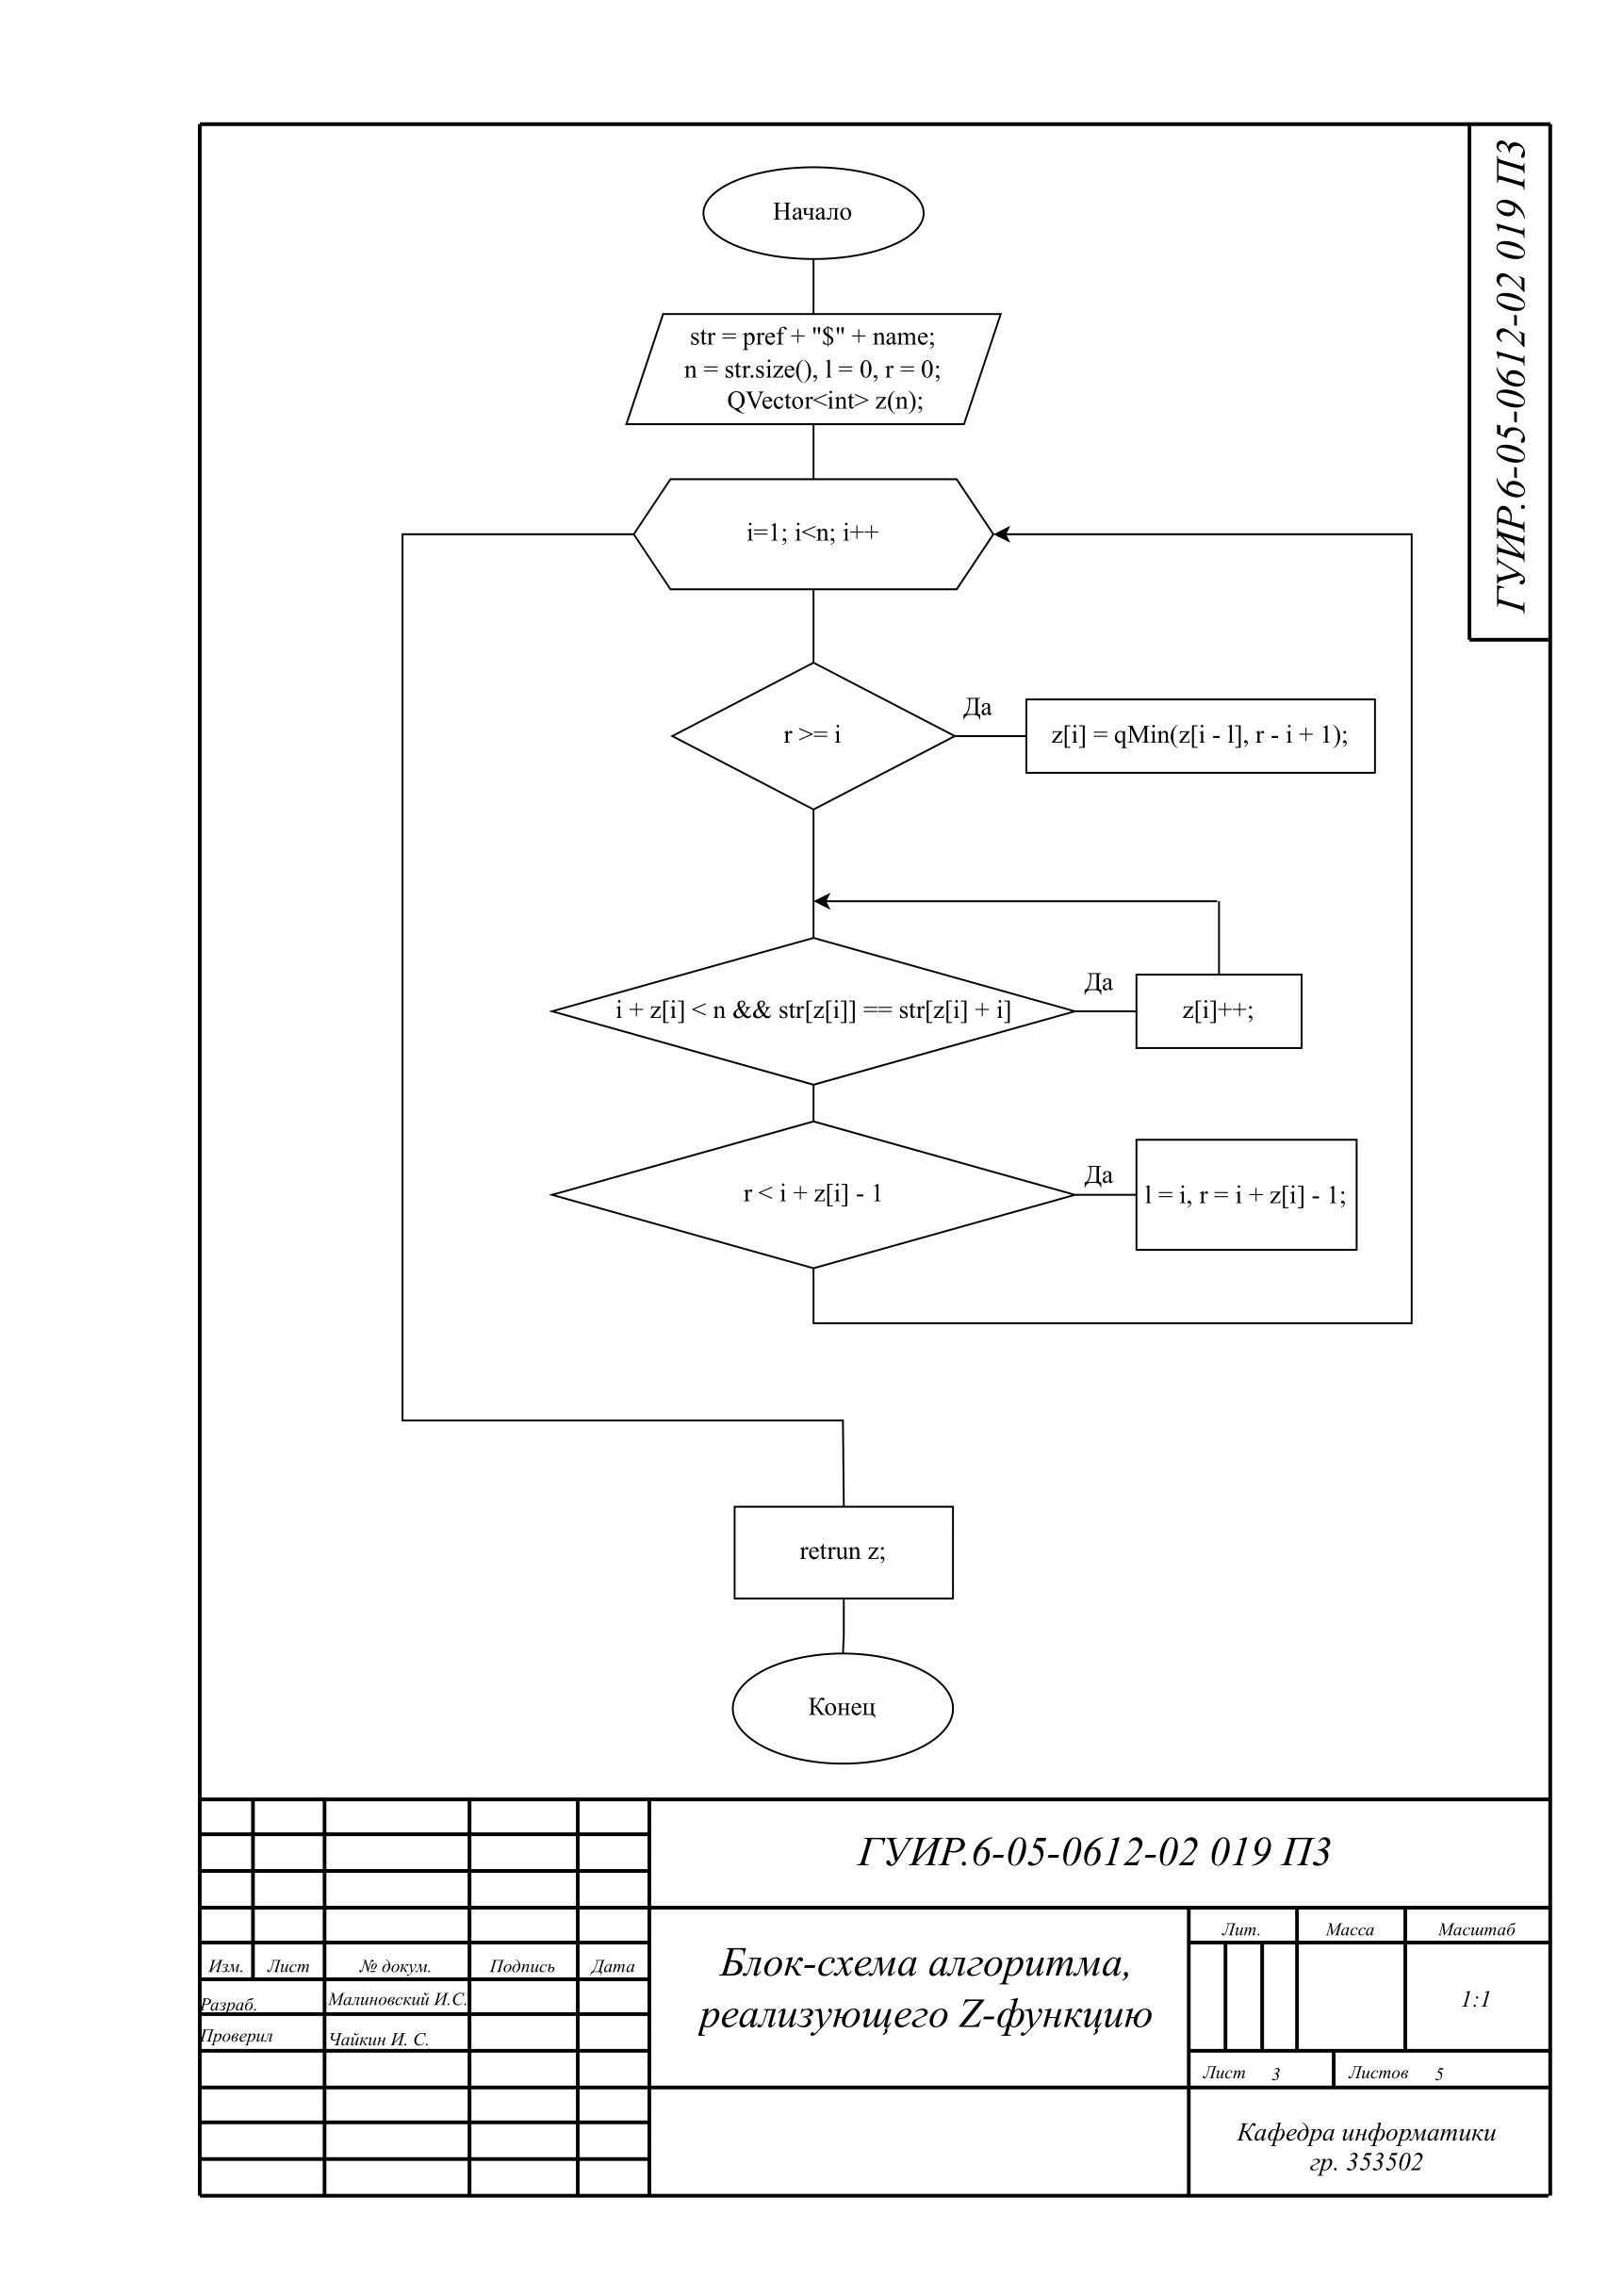 ГУИР.6-05-0612-02 019 ПЗ
Начало
str = pref + "$" + name;
n = str.size(), l = 0, r = 0;
QVector<int> z(n);
i=1; i<n; i++
r >= i
Да
z[i] = qMin(z[i - l], r - i + 1);
i + z[i] < n && str[z[i]] == str[z[i] + i]
Да
z[i]++;
r < i + z[i] - 1
Да
l = i, r = i + z[i] - 1;
retrun z;
Конец
ГУИР.6-05-0612-02 019 ПЗ
Изм. Лист № докум. Подпись Дата
Разраб. Малиновский И.С.
Проверил Чайкин И. С.
Блок-схема алгоритма,
реализующего Z-функцию
Лит. Масса Масштаб
1:1
Лист 3 Листов 5
Кафедра информатики
гр. 353502